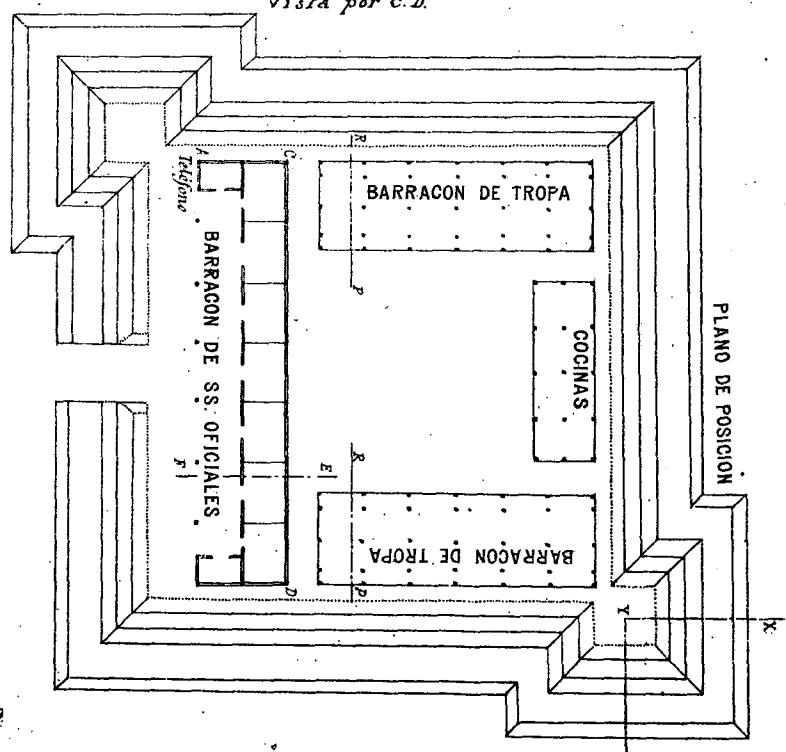 Vista por C.D.
PLANO DE POSICION
BARRACON DE TROPA
COCINAS
BARRACON DE SS. OFICIALES
Teléfono
BARRACON DE TROPA
A
C
R
P
R
P
F
E
D
Y
X